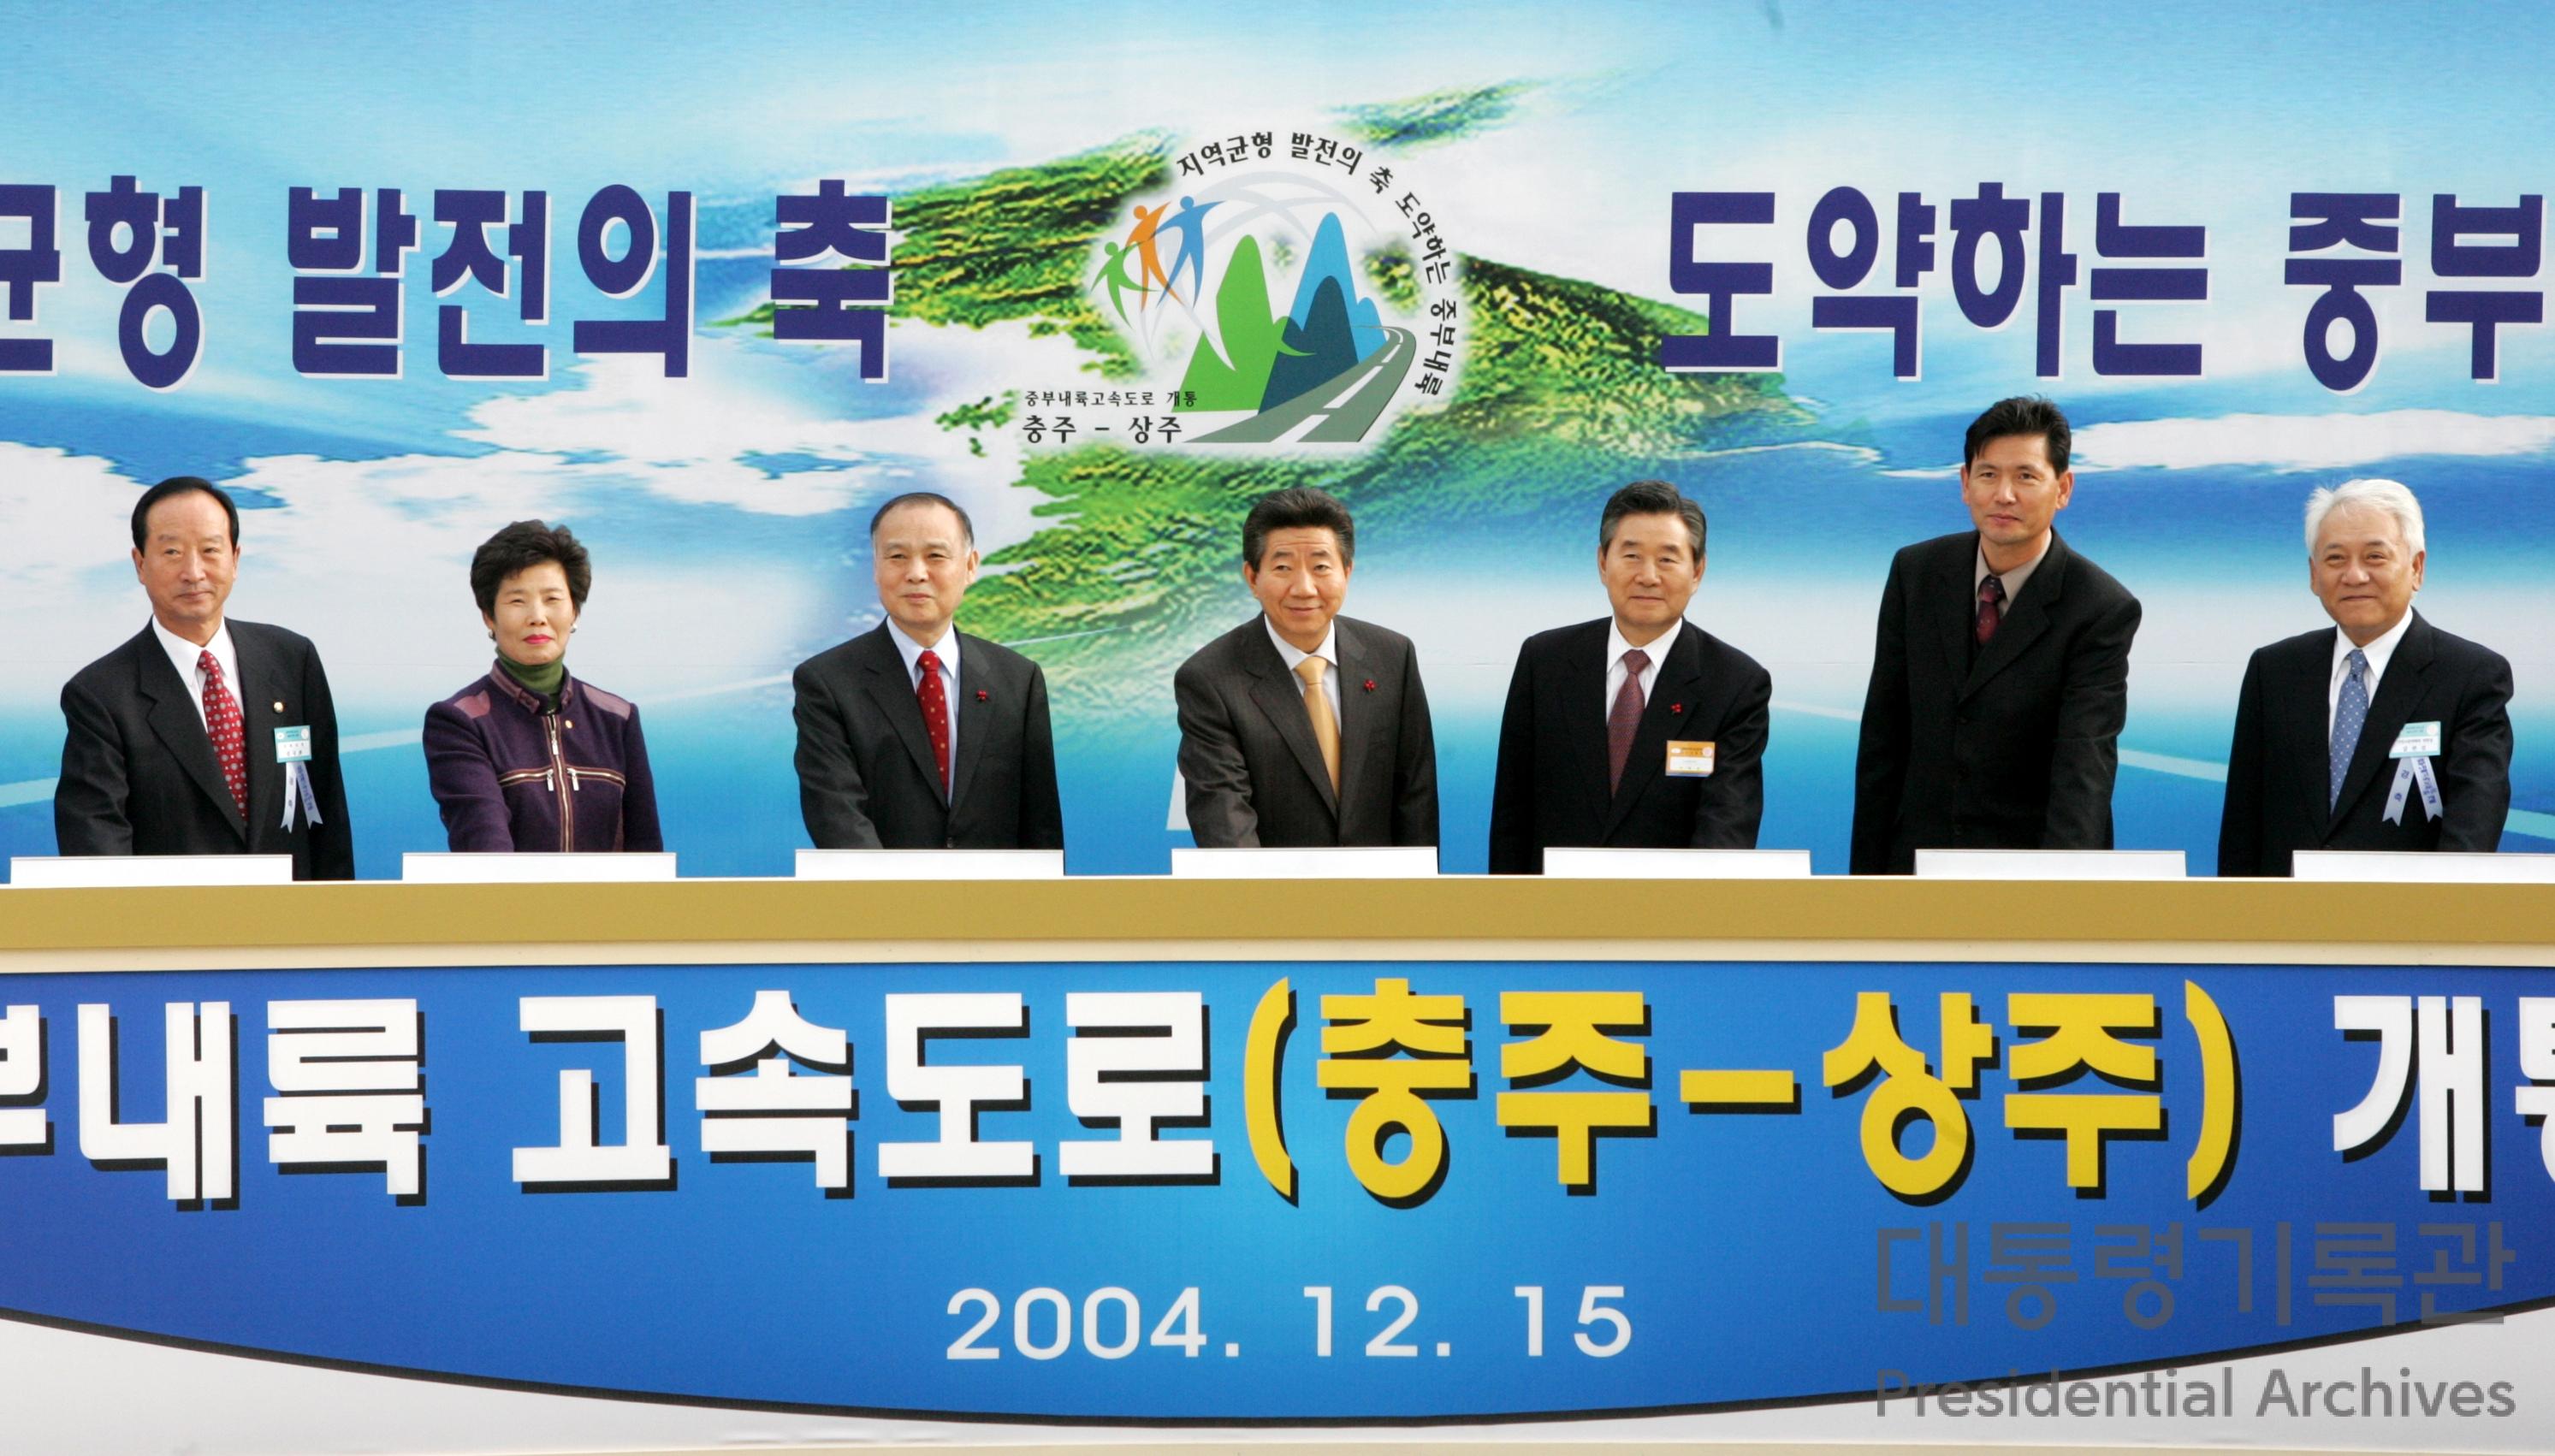 균형 발전의 축 도약하는 중부
지역균형 발전의 축 도약하는 중부내륙
중부내륙고속도로 개통
충주 - 상주
부내륙 고속도로(충주-상주) 개통
2004. 12. 15
대통령기록관
Presidential Archives